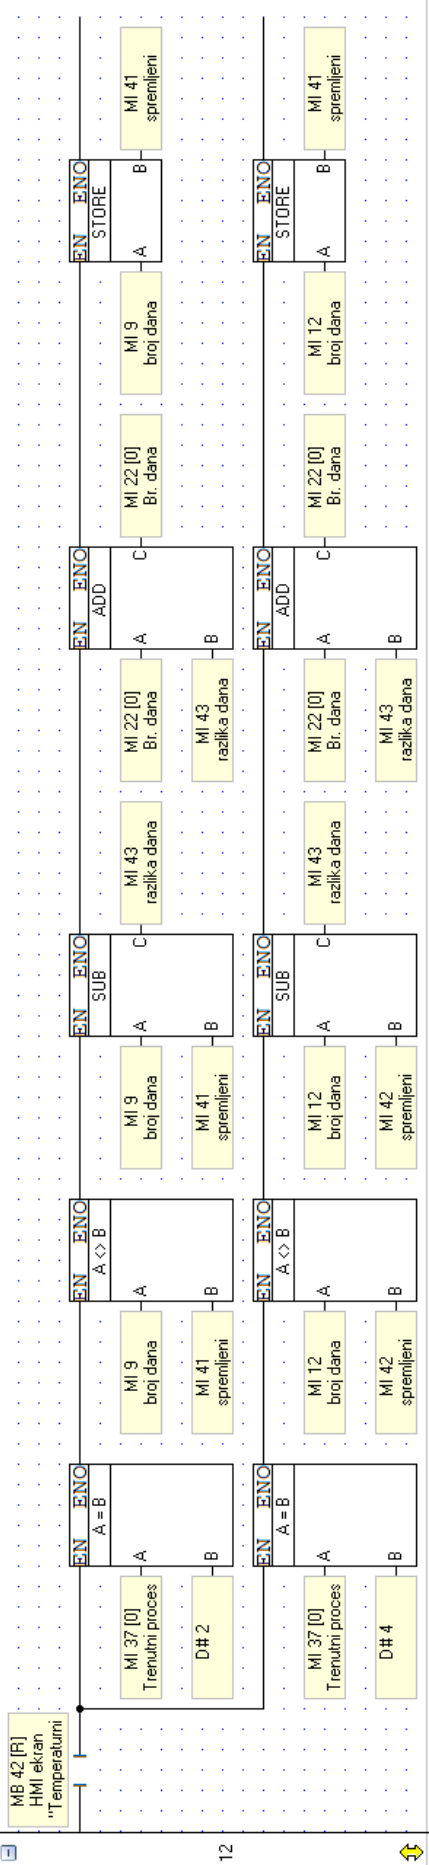 12
MB 42 [R]
HMI ekran
"Temperaturni
EN ENO
A = B
A
B
MI 37 [0]
Trenutni proces
D# 2
EN ENO
A <> B
A
B
MI 9
broj dana
MI 41
spremljeni
EN ENO
SUB
A
B
C
MI 9
broj dana
MI 41
spremljeni
MI 43
razlika dana
EN ENO
ADD
A
B
C
MI 22 [0]
Br. dana
MI 43
razlika dana
MI 22 [0]
Br. dana
EN ENO
STORE
A
B
MI 9
broj dana
MI 41
spremljeni
EN ENO
A = B
A
B
MI 37 [0]
Trenutni proces
D# 4
EN ENO
A <> B
A
B
MI 12
broj dana
MI 42
spremljeni
EN ENO
SUB
A
B
C
MI 12
broj dana
MI 42
spremljeni
MI 43
razlika dana
EN ENO
ADD
A
B
C
MI 22 [0]
Br. dana
MI 43
razlika dana
MI 22 [0]
Br. dana
EN ENO
STORE
A
B
MI 12
broj dana
MI 41
spremljeni